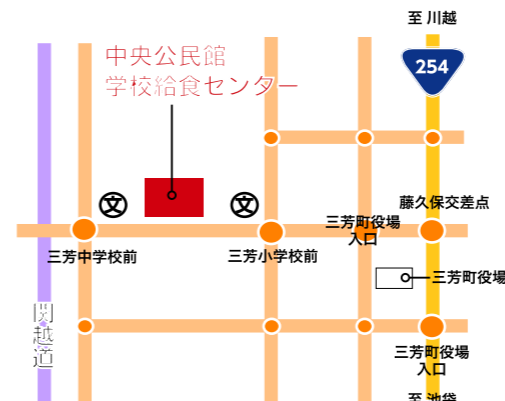 至 川越
254
中央公民館
学校給食センター
文
文
藤久保交差点
三芳町役場
入口
三芳中学校前
三芳小学校前
三芳町役場
関越道
三芳町役場
入口
至 池袋